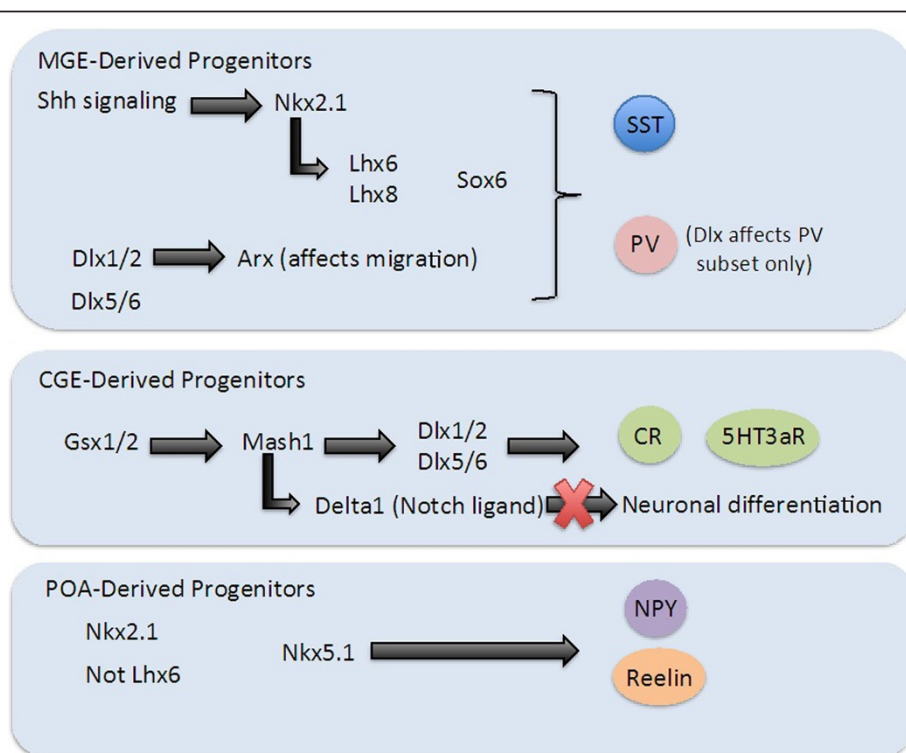 MGE-Derived Progenitors
Shh signaling Nkx2.1
SST
Lhx6
Lhx8 Sox6
PV (Dlx affects PV
subset only)
Dlx1/2 Arx (affects migration)
Dlx5/6
CGE-Derived Progenitors
Gsx1/2 Mash1 Dlx1/2
Dlx5/6
CR 5HT3aR
Delta1 (Notch ligand) Neuronal differentiation
POA-Derived Progenitors
NPY
Nkx2.1
Nkx5.1
Not Lhx6
Reelin